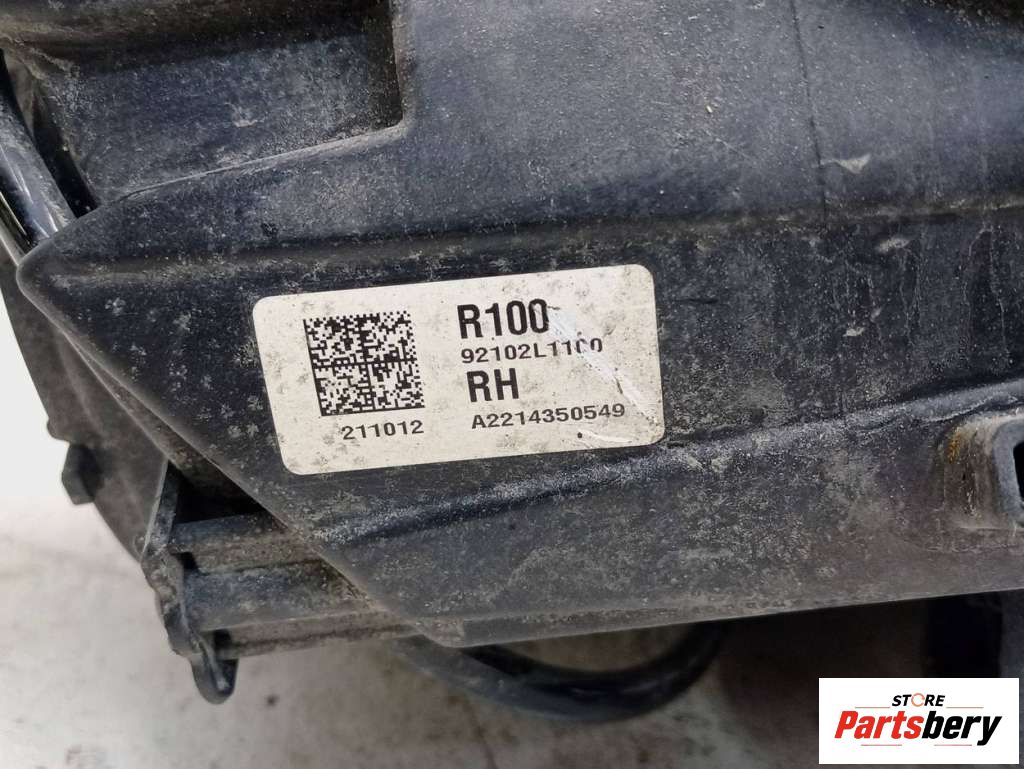 R100
92102L1100
RH
211012
A2214350549
STORE
Partsbery